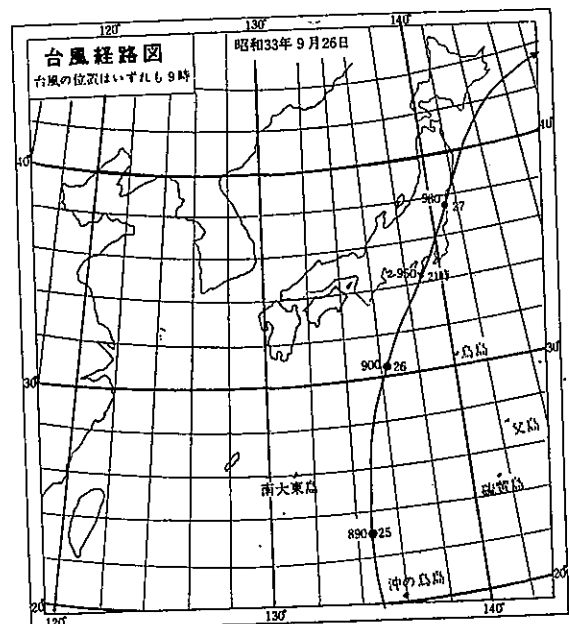 120°
130°
140°
台風経路図
台風の位置はいずれも9時
昭和33年9月26日
40
40
980
27
2-950
21時
鳥島
900
26
30
30
父島
南大東島
硫黄島
890
25
沖の鳥島
20
20
120°
130°
140°